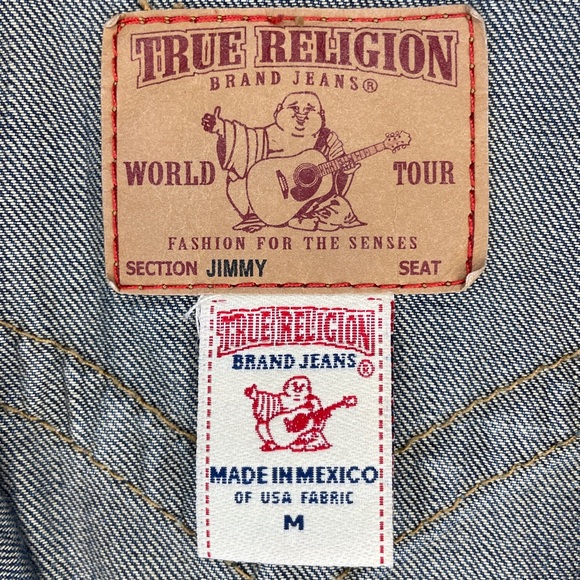 TRUE RELIGION
BRAND JEANS®
WORLD TOUR
FASHION FOR THE SENSES
SECTION JIMMY SEAT
TRUE RELIGION
BRAND JEANS®
MADE IN MEXICO
OF USA FABRIC
M